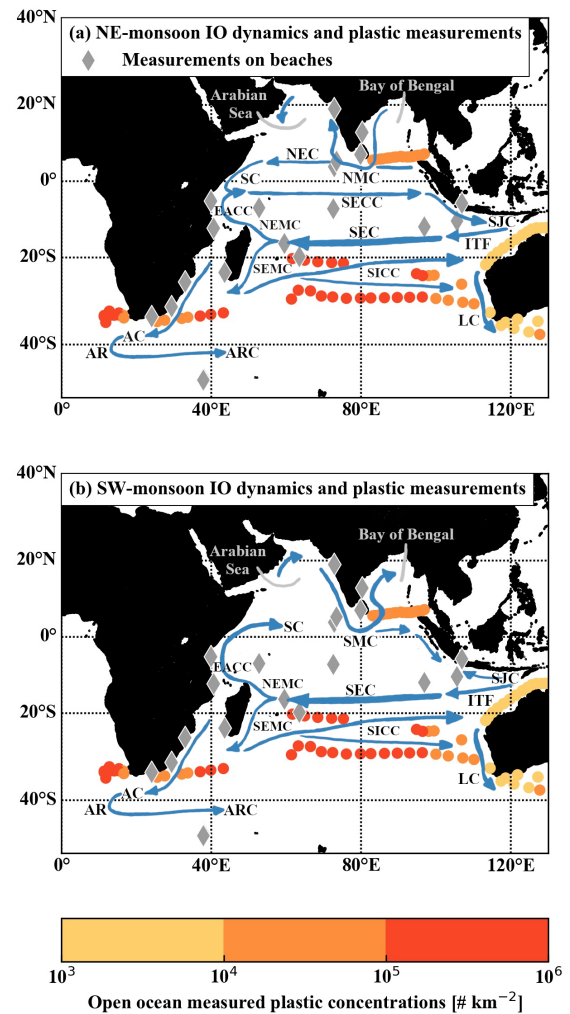 40°N
(a) NE-monsoon IO dynamics and plastic measurements
Measurements on beaches
Arabian
Sea
Bay of Bengal
20°N
NEC
NMC
SC
0°
SECC
EACC
SJC
NEMC
SEC
ITF
20°S
SEMC
SICC
LC
AC
40°S
AR
ARC
0°
40°E
80°E
120°E
40°N
(b) SW-monsoon IO dynamics and plastic measurements
Bay of Bengal
Arabian
Sea
20°N
SC
0°
SMC
EACC
SJC
NEMC
SEC
ITF
20°S
SEMC
SICC
LC
AC
40°S
AR
ARC
0°
40°E
80°E
120°E
10³
10⁴
10⁵
10⁶
Open ocean measured plastic concentrations [# km⁻²]